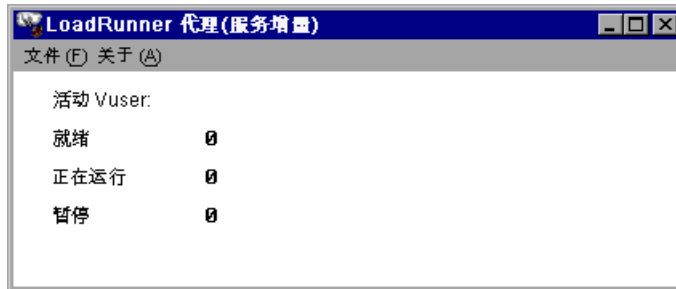 LoadRunner 代理(服务增量)
文件(F) 关于(A)
活动 Vuser:
就绪 0
正在运行 0
暂停 0